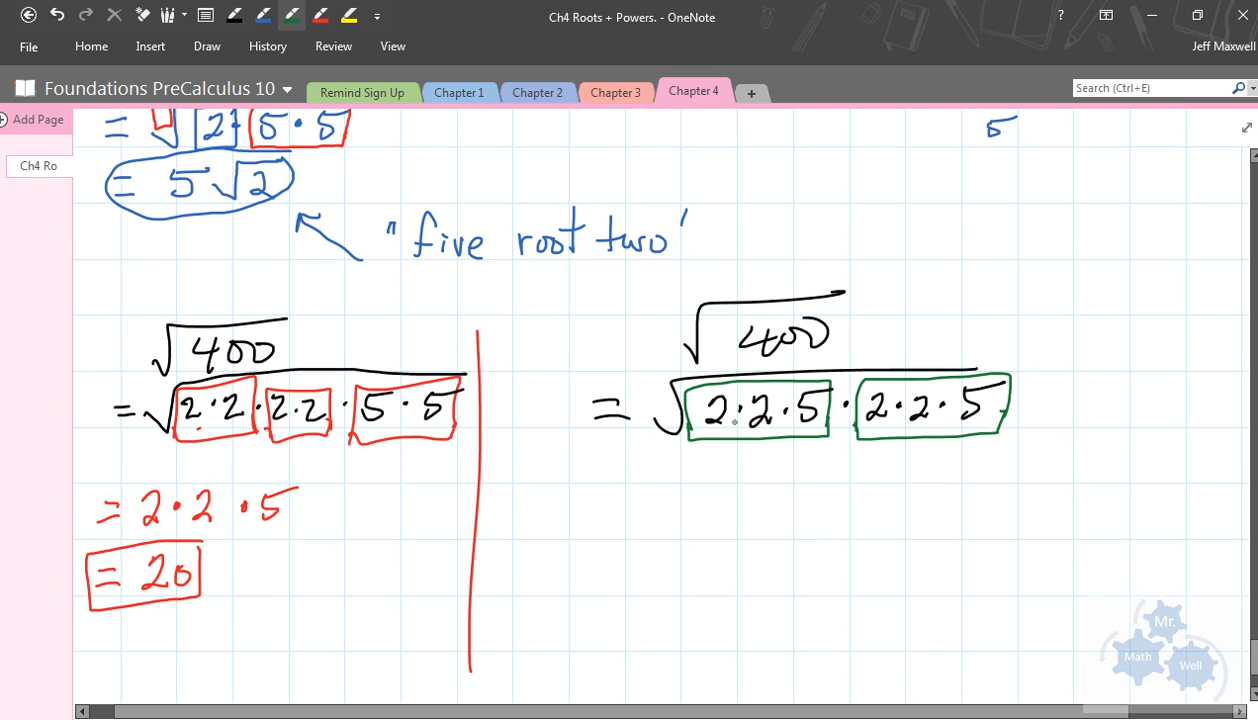 Ch4 Roots + Powers. - OneNote
?
File
Home
Insert
Draw
History
Review
View
Jeff Maxwell
Foundations PreCalculus 10
Remind Sign Up
Chapter 1
Chapter 2
Chapter 3
Chapter 4
+
Search (Ctrl+E)
Add Page
Ch4 Ro
= √2·5·5
5
= 5√2
"five root two"
√400
= √2·2·2·2·5·5
= 2·2·5
= 20
√400
= √2·2·5·2·2·5
Mr.
Math
Well